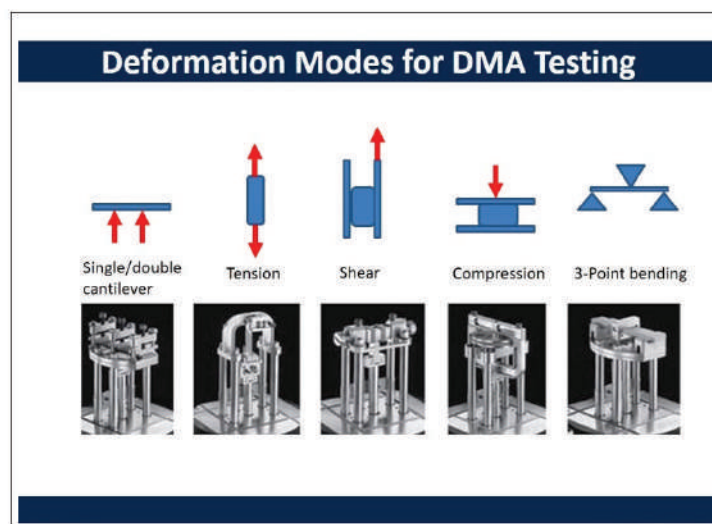 Deformation Modes for DMA Testing
Single/double
cantilever
Tension
Shear
Compression
3-Point bending